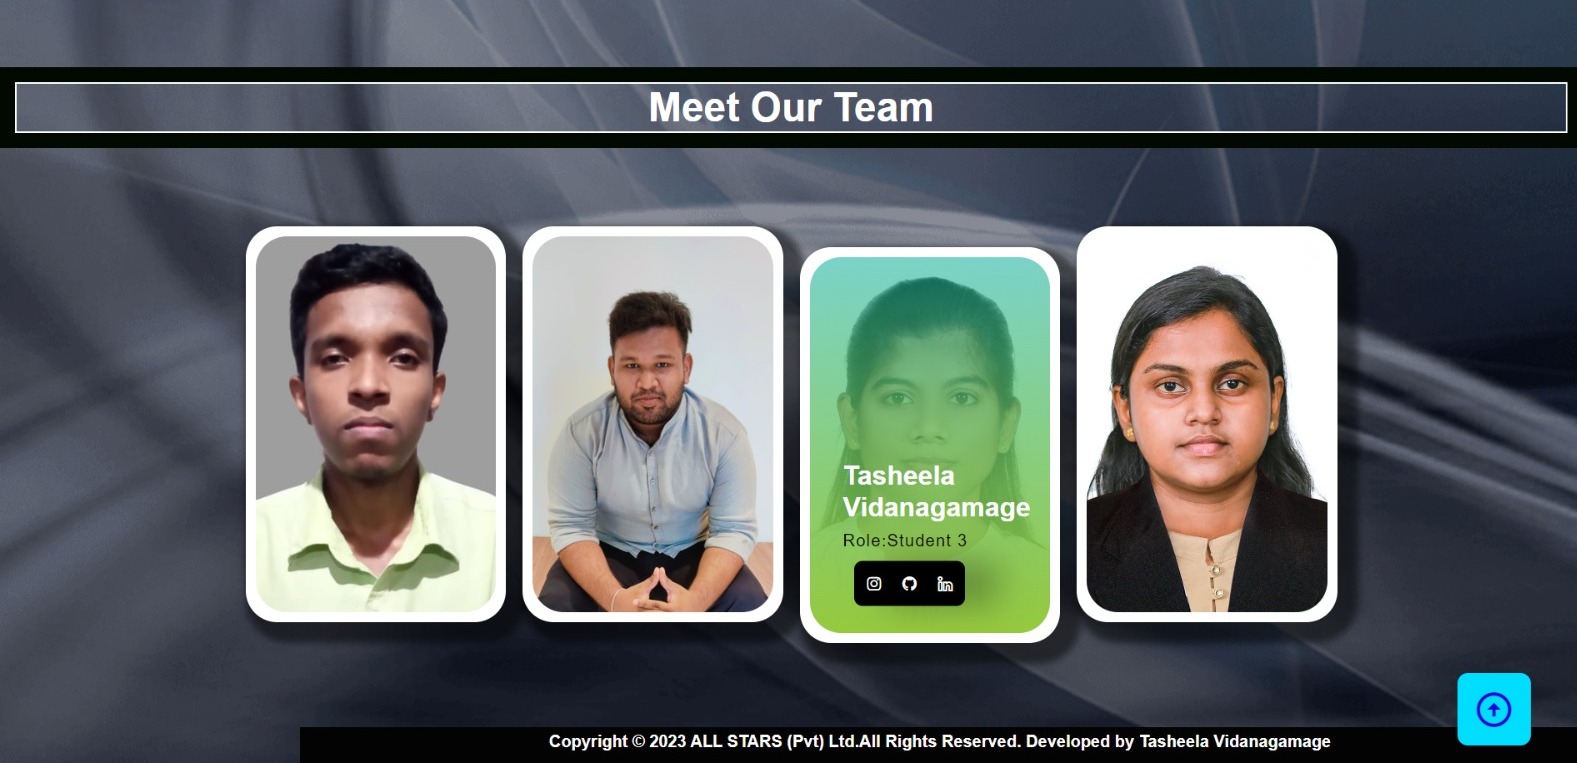 Meet Our Team
Tasheela
Vidanagamage
Role:Student 3
Copyright © 2023 ALL STARS (Pvt) Ltd.All Rights Reserved. Developed by Tasheela Vidanagamage